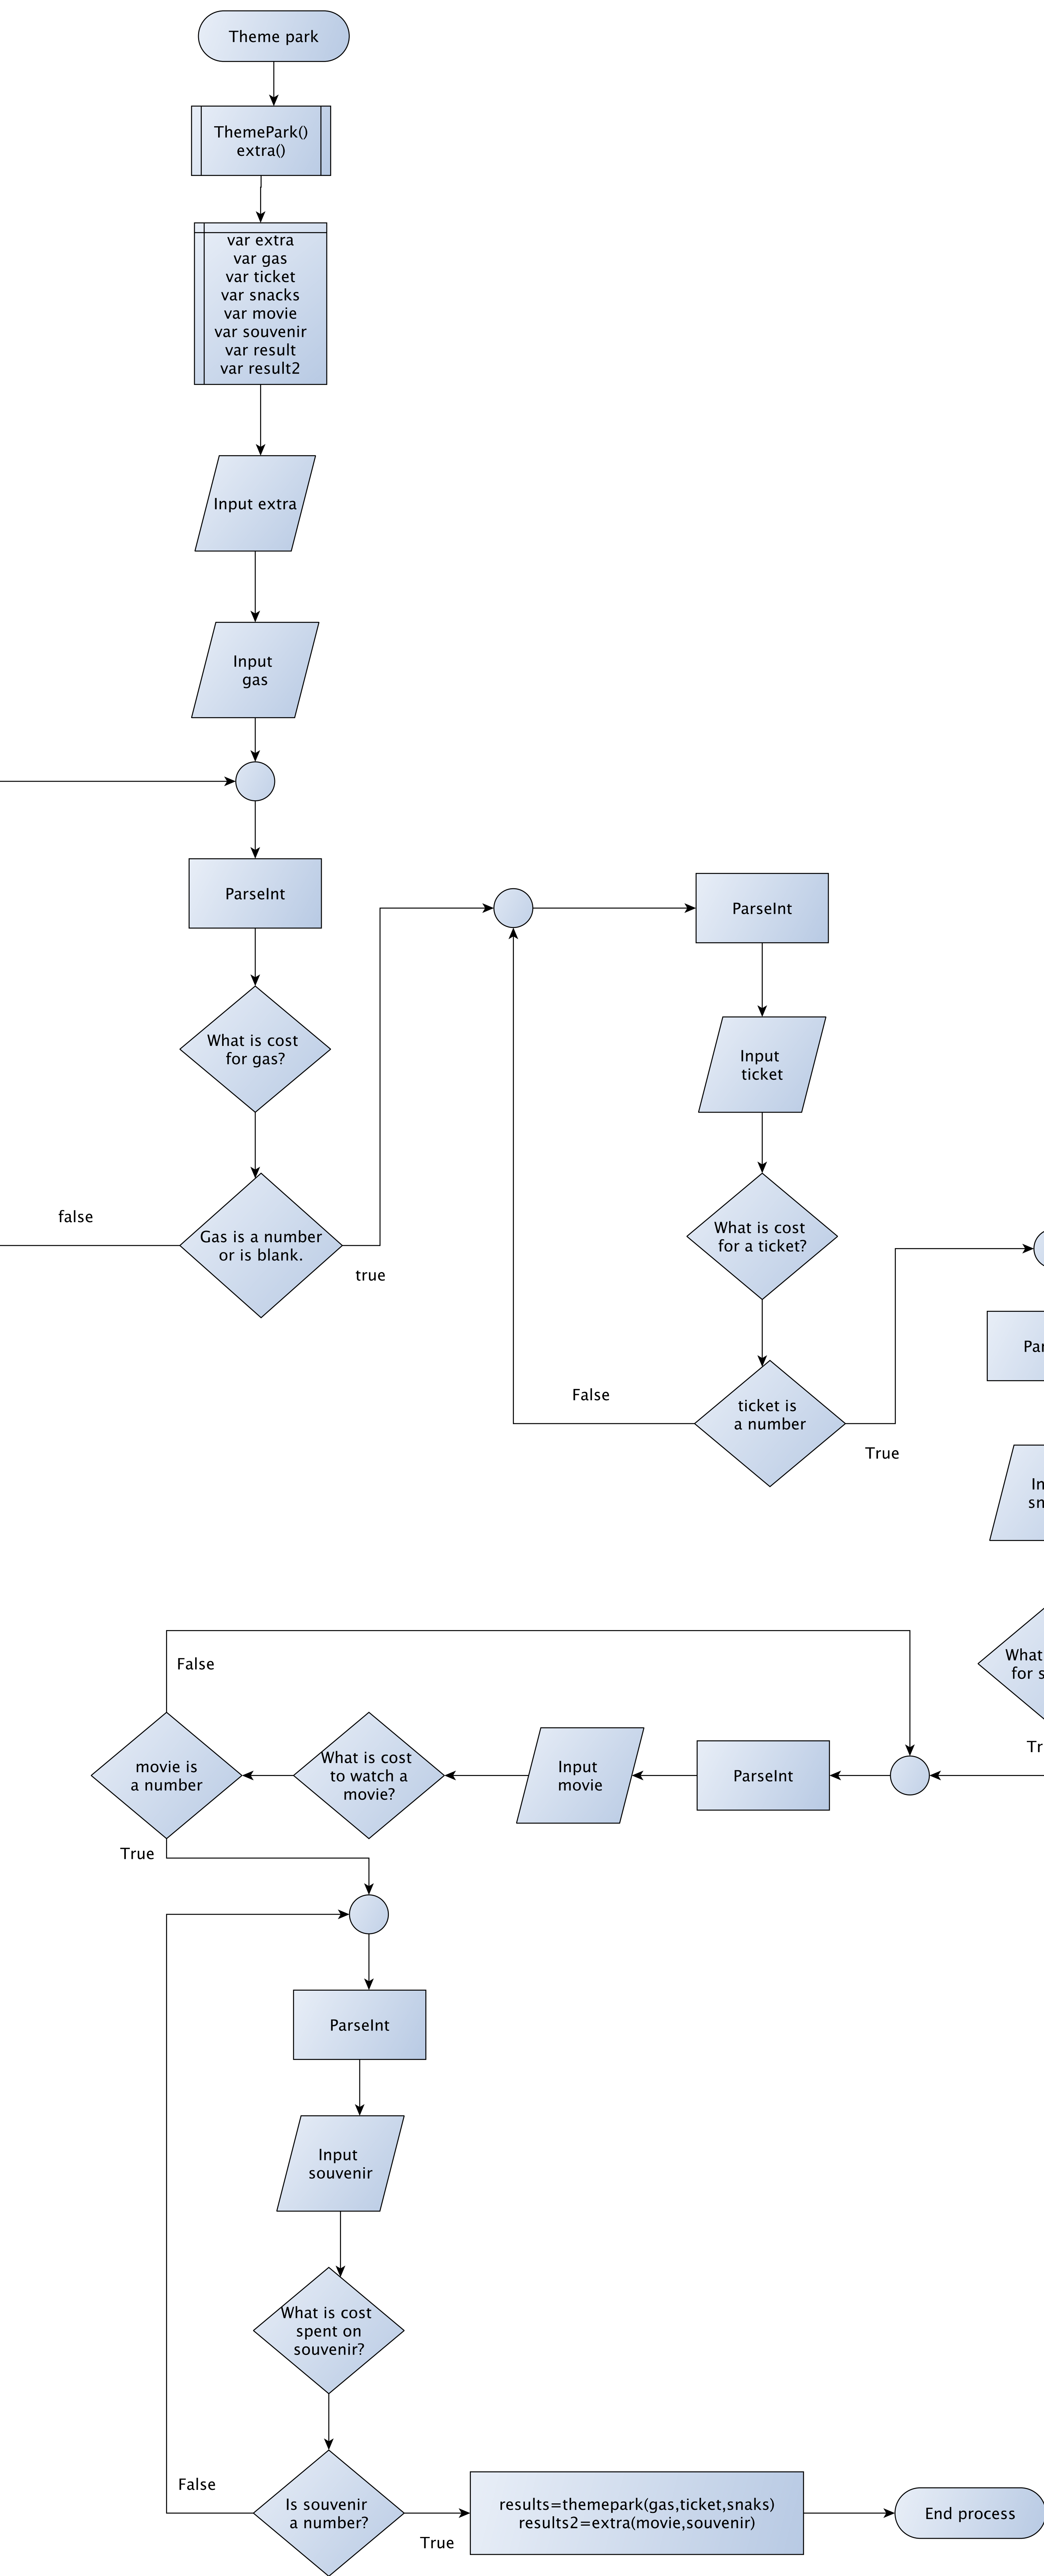 Theme park
ThemePark()
extra()
var extra
var gas
var ticket
var snacks
var movie
var souvenir
var result
var result2
Input extra
Input
gas
ParseInt
What is cost
for gas?
Gas is a number
or is blank.
false
true
ParseInt
Input
ticket
What is cost
for a ticket?
ticket is
a number
False
True
What
for
False
movie is
a number
What is cost
to watch a
movie?
Input
movie
ParseInt
True
ParseInt
Input
souvenir
What is cost
spent on
souvenir?
False
Is souvenir
a number?
True
results=themepark(gas,ticket,snaks)
results2=extra(movie,souvenir)
End process